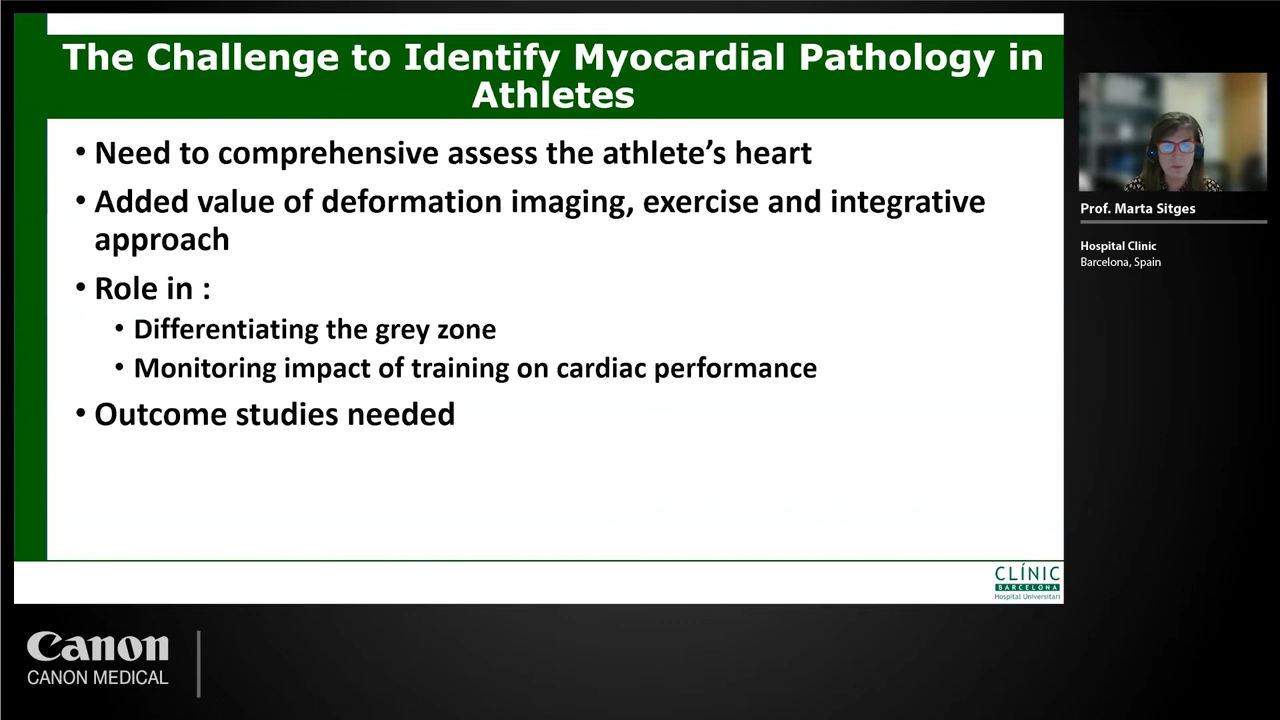 The Challenge to Identify Myocardial Pathology in
Athletes
• Need to comprehensive assess the athlete’s heart
• Added value of deformation imaging, exercise and integrative
approach
• Role in :
• Differentiating the grey zone
• Monitoring impact of training on cardiac performance
• Outcome studies needed
CLÍNIC
BARCELONA
Hospital Universitari
Prof. Marta Sitges
Hospital Clinic
Barcelona, Spain
Canon
CANON MEDICAL